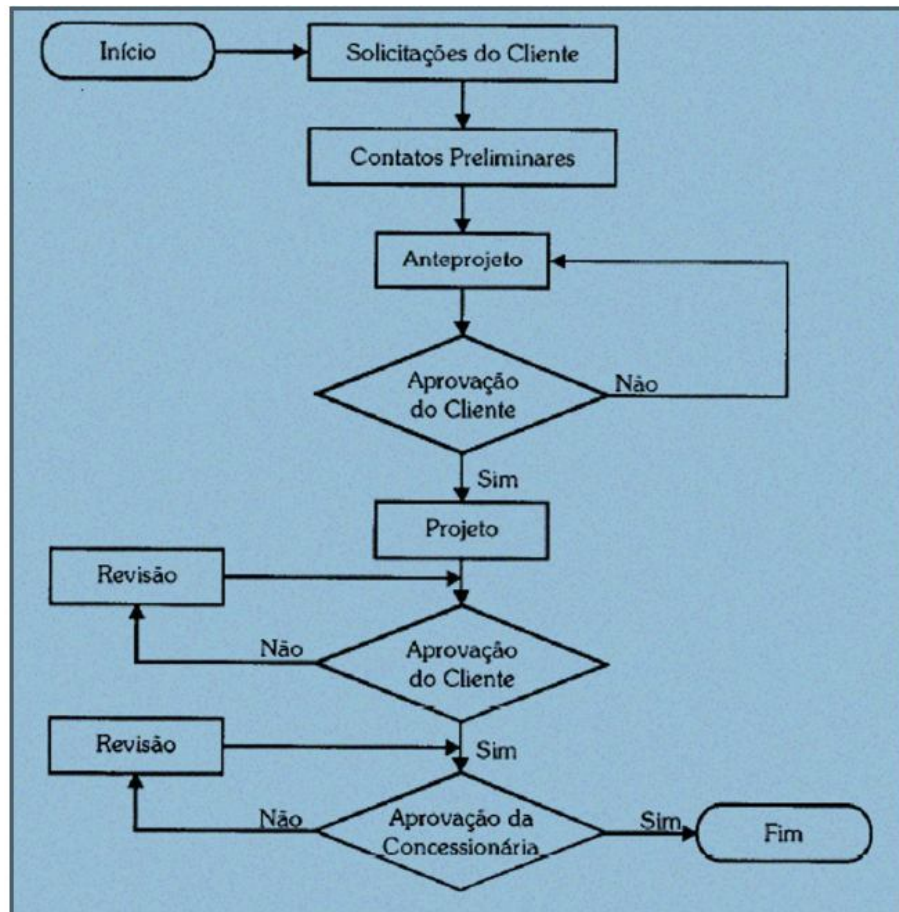 Início
Solicitações do Cliente
Contatos Preliminares
Anteprojeto
Aprovação
do Cliente
Não
Sim
Projeto
Revisão
Não
Aprovação
do Cliente
Revisão
Sim
Não
Aprovação da
Concessionária
Sim
Fim